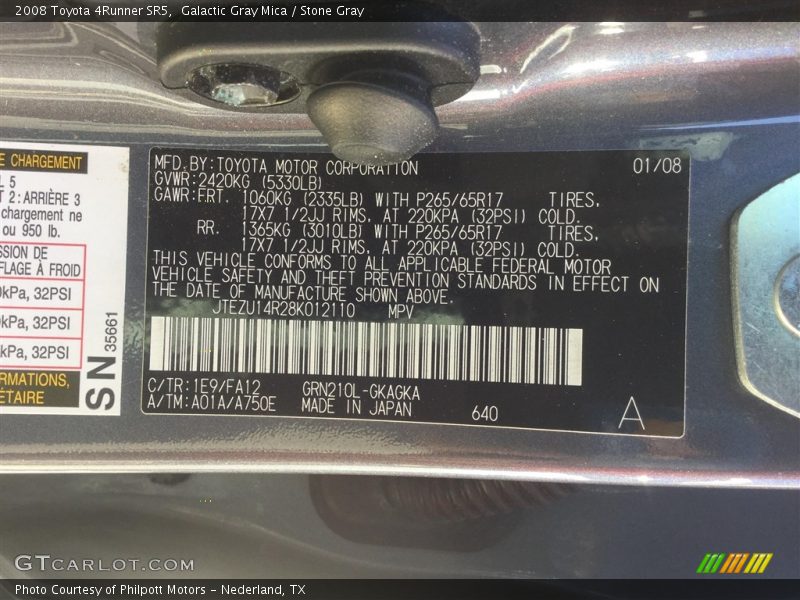 2008 Toyota 4Runner SR5,  Galactic Gray Mica / Stone Gray
E CHARGEMENT
L 5
T 2: ARRIÈRE 3
chargement ne
ou 950 lb.
SSION DE
FLAGE À FROID
0kPa, 32PSI
0kPa, 32PSI
kPa, 32PSI
ORMATIONS,
ÉTAIRE
SN 35661
MFD. BY: TOYOTA MOTOR CORPORATION 01/08
GVWR: 2420KG (5330LB)
GAWR: FRT. 1060KG (2335LB) WITH P265/65R17 TIRES,
17X7 1/2JJ RIMS, AT 220KPA (32PSI) COLD.
RR. 1365KG (3010LB) WITH P265/65R17 TIRES,
17X7 1/2JJ RIMS, AT 220KPA (32PSI) COLD.
THIS VEHICLE CONFORMS TO ALL APPLICABLE FEDERAL MOTOR
VEHICLE SAFETY AND THEFT PREVENTION STANDARDS IN EFFECT ON
THE DATE OF MANUFACTURE SHOWN ABOVE.
JTEZU14R28K012110 MPV
C/TR: 1E9/FA12 GRN210L-GKAGKA
A/TM: A01A/A750E MADE IN JAPAN 640 A
GTCARLOT.COM
Photo Courtesy of Philpott Motors - Nederland, TX